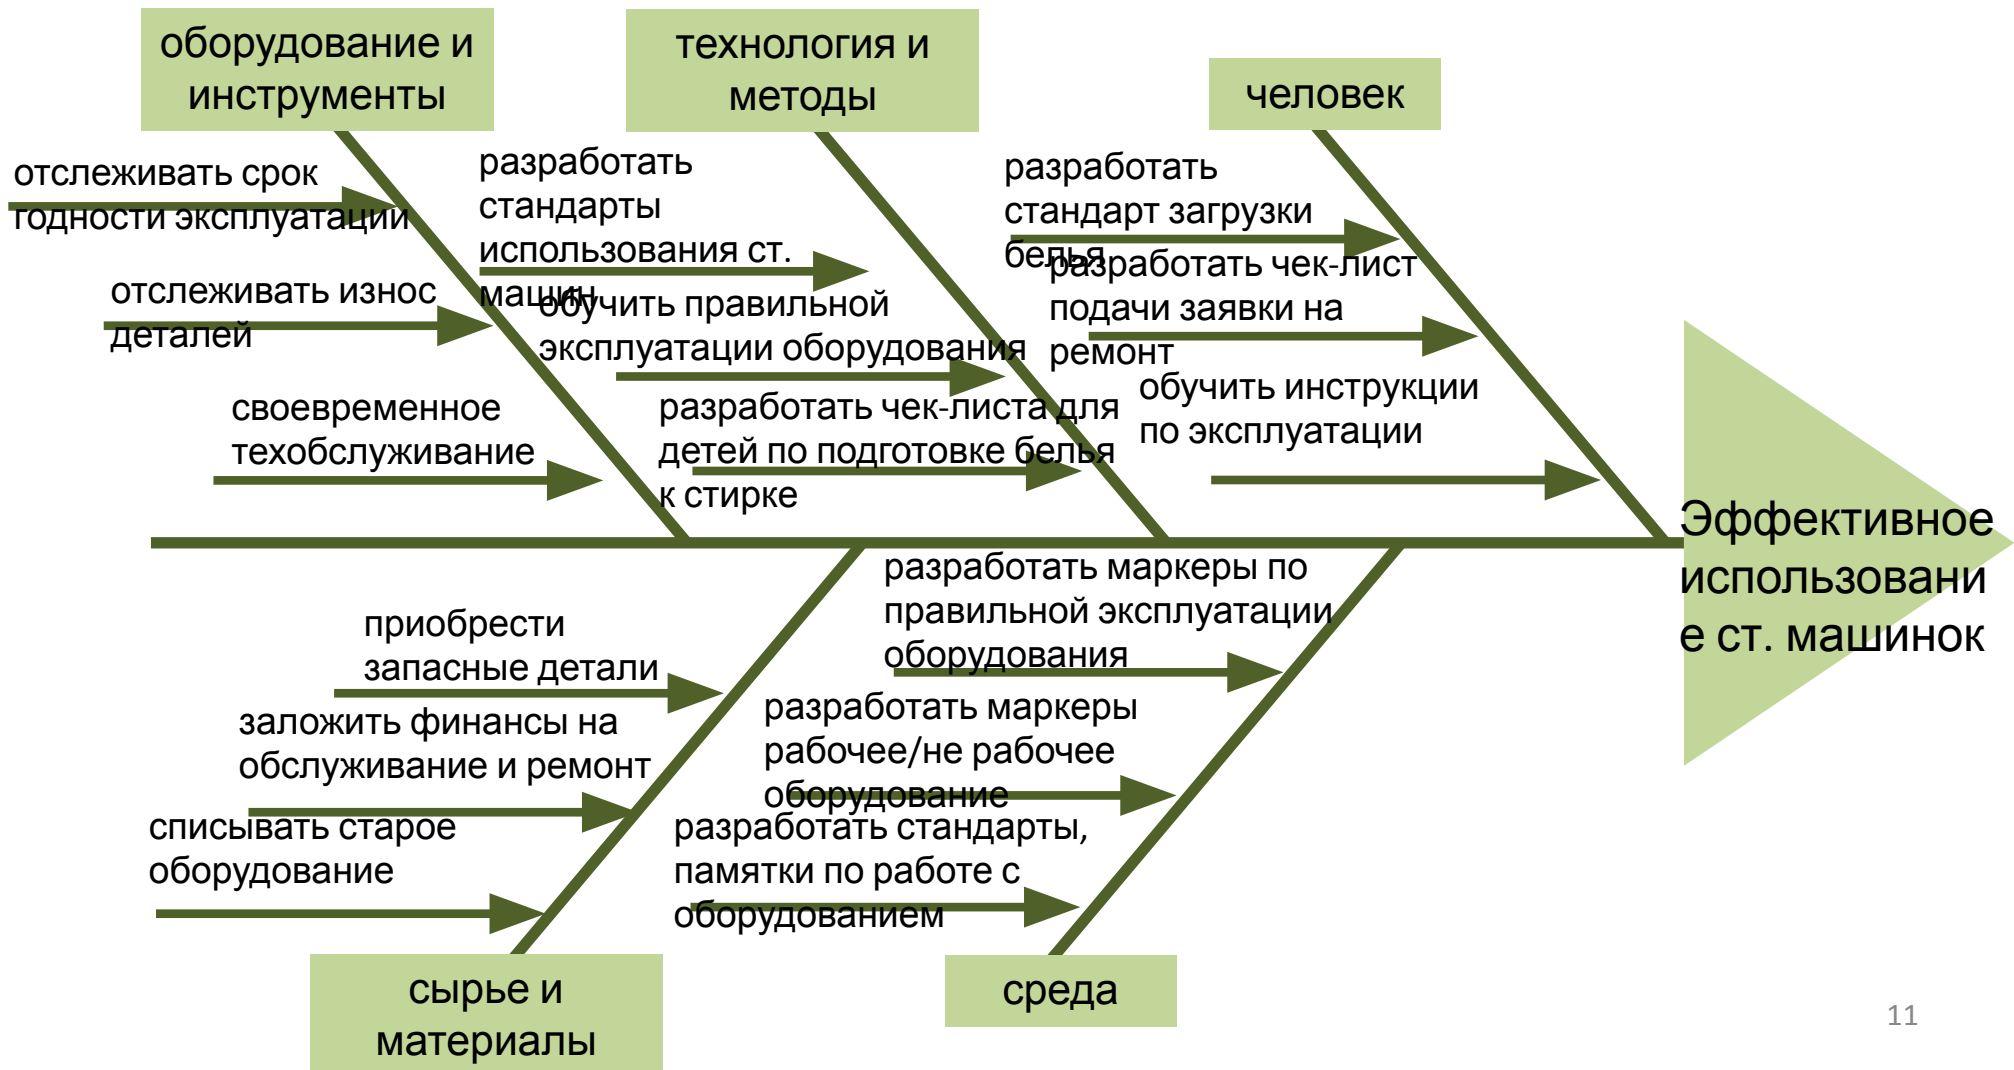 оборудование и
инструменты
технология и
методы
человек
отслеживать срок
годности эксплуатации
отслеживать износ
деталей
своевременное
техобслуживание
разработать
стандарты
использования ст.
машин
обучить правильной
эксплуатации оборудования
разработать чек-листа для
детей по подготовке белья
к стирке
разработать
стандарт загрузки
белья
разработать чек-лист
подачи заявки на
ремонт
обучить инструкции
по эксплуатации
Эффективное
использовани
е ст. машинок
приобрести
запасные детали
заложить финансы на
обслуживание и ремонт
списывать старое
оборудование
разработать маркеры по
правильной эксплуатации
оборудования
разработать маркеры
рабочее/не рабочее
оборудование
разработать стандарты,
памятки по работе с
оборудованием
сырье и
материалы
среда
11